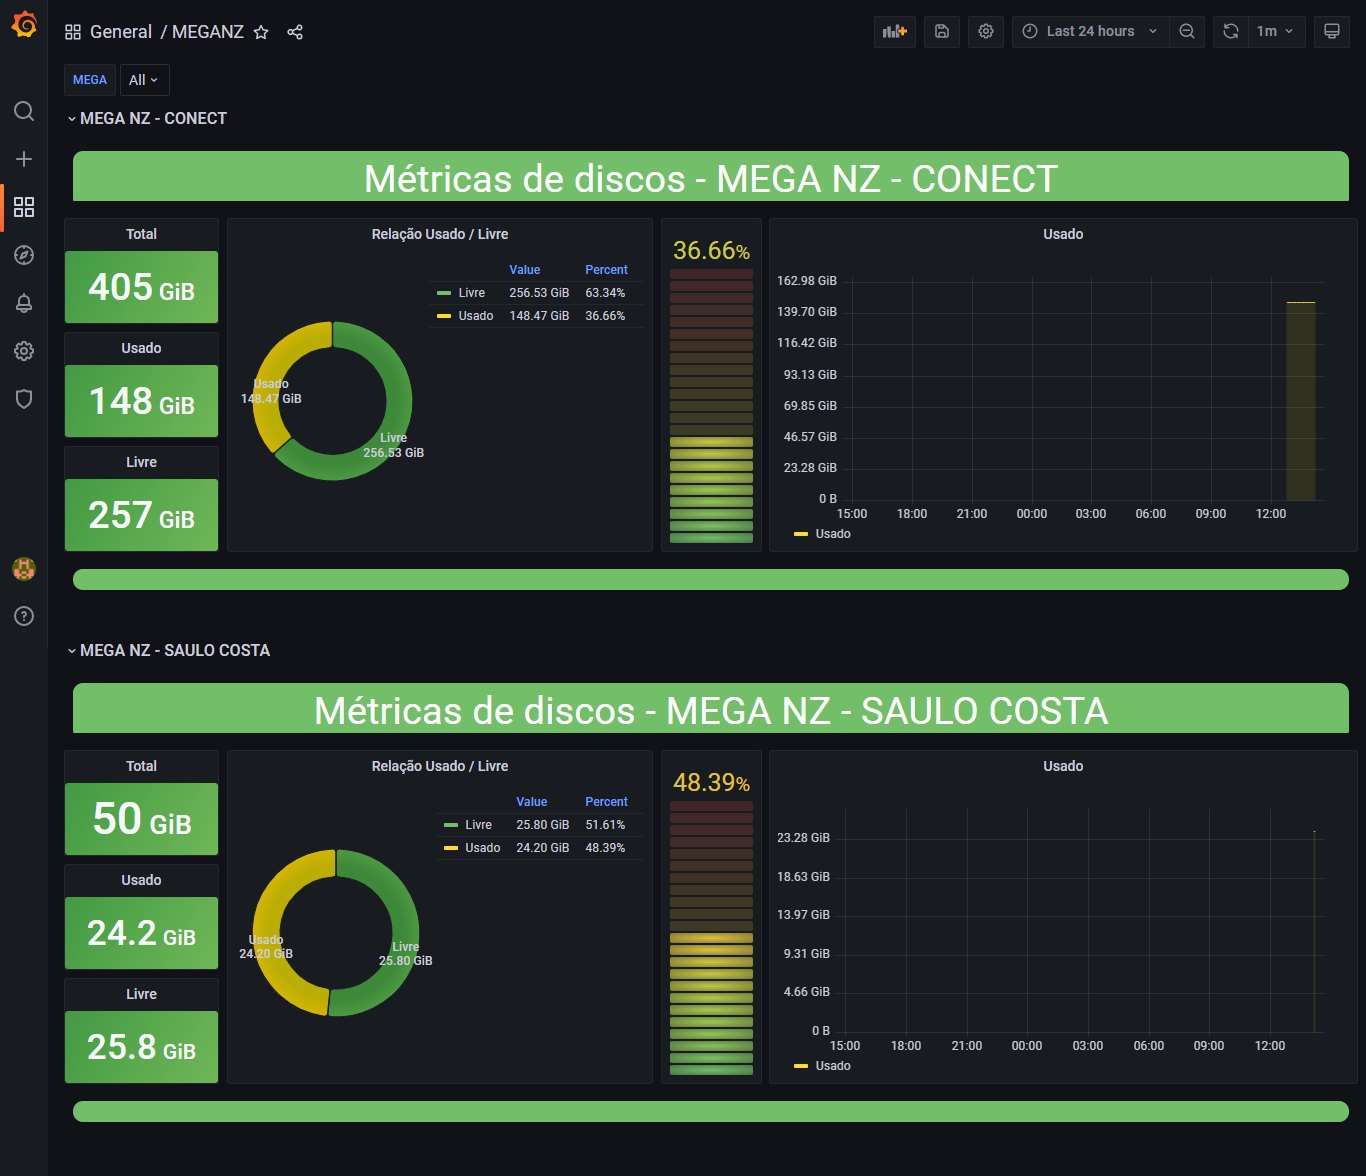 General / MEGANZ
Last 24 hours
1m
MEGA
All
MEGA NZ - CONECT
Métricas de discos - MEGA NZ - CONECT
Total
405 GiB
Usado
148 GiB
Livre
257 GiB
Relação Usado / Livre
Value Percent
Livre 256.53 GiB 63.34%
Usado 148.47 GiB 36.66%
Usado
148.47 GiB
Livre
256.53 GiB
36.66%
Usado
162.98 GiB
139.70 GiB
116.42 GiB
93.13 GiB
69.85 GiB
46.57 GiB
23.28 GiB
0 B
15:00 18:00 21:00 00:00 03:00 06:00 09:00 12:00
Usado
MEGA NZ - SAULO COSTA
Métricas de discos - MEGA NZ - SAULO COSTA
Total
50 GiB
Usado
24.2 GiB
Livre
25.8 GiB
Relação Usado / Livre
Value Percent
Livre 25.80 GiB 51.61%
Usado 24.20 GiB 48.39%
Usado
24.20 GiB
Livre
25.80 GiB
48.39%
Usado
23.28 GiB
18.63 GiB
13.97 GiB
9.31 GiB
4.66 GiB
0 B
15:00 18:00 21:00 00:00 03:00 06:00 09:00 12:00
Usado